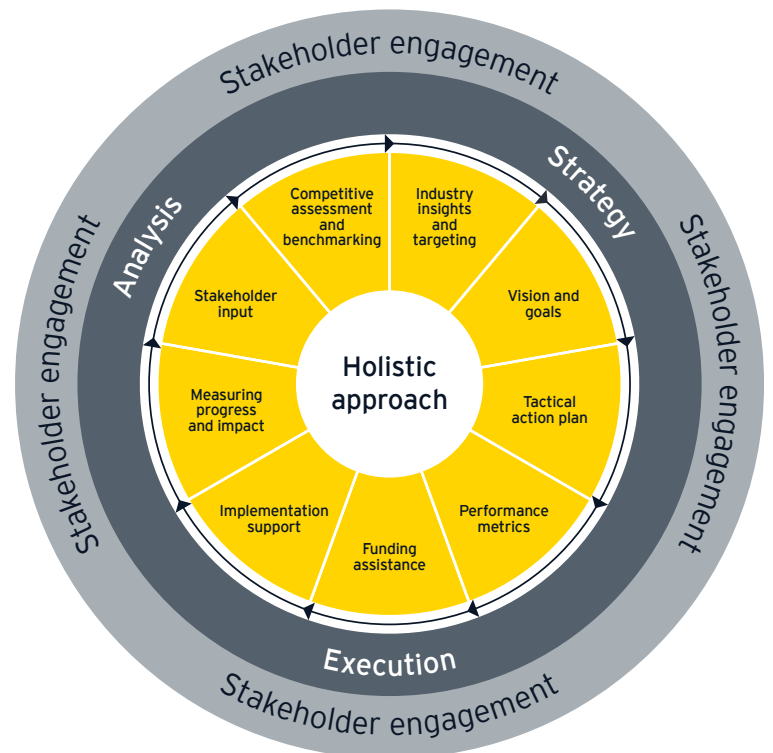 Stakeholder engagement
Strategy
Stakeholder engagement
Execution
Stakeholder engagement
Analysis
Stakeholder engagement
Competitive
assessment
and
benchmarking
Industry
insights
and
targeting
Vision and
goals
Tactical
action plan
Performance
metrics
Funding
assistance
Implementation
support
Measuring
progress
and impact
Stakeholder
input
Holistic
approach